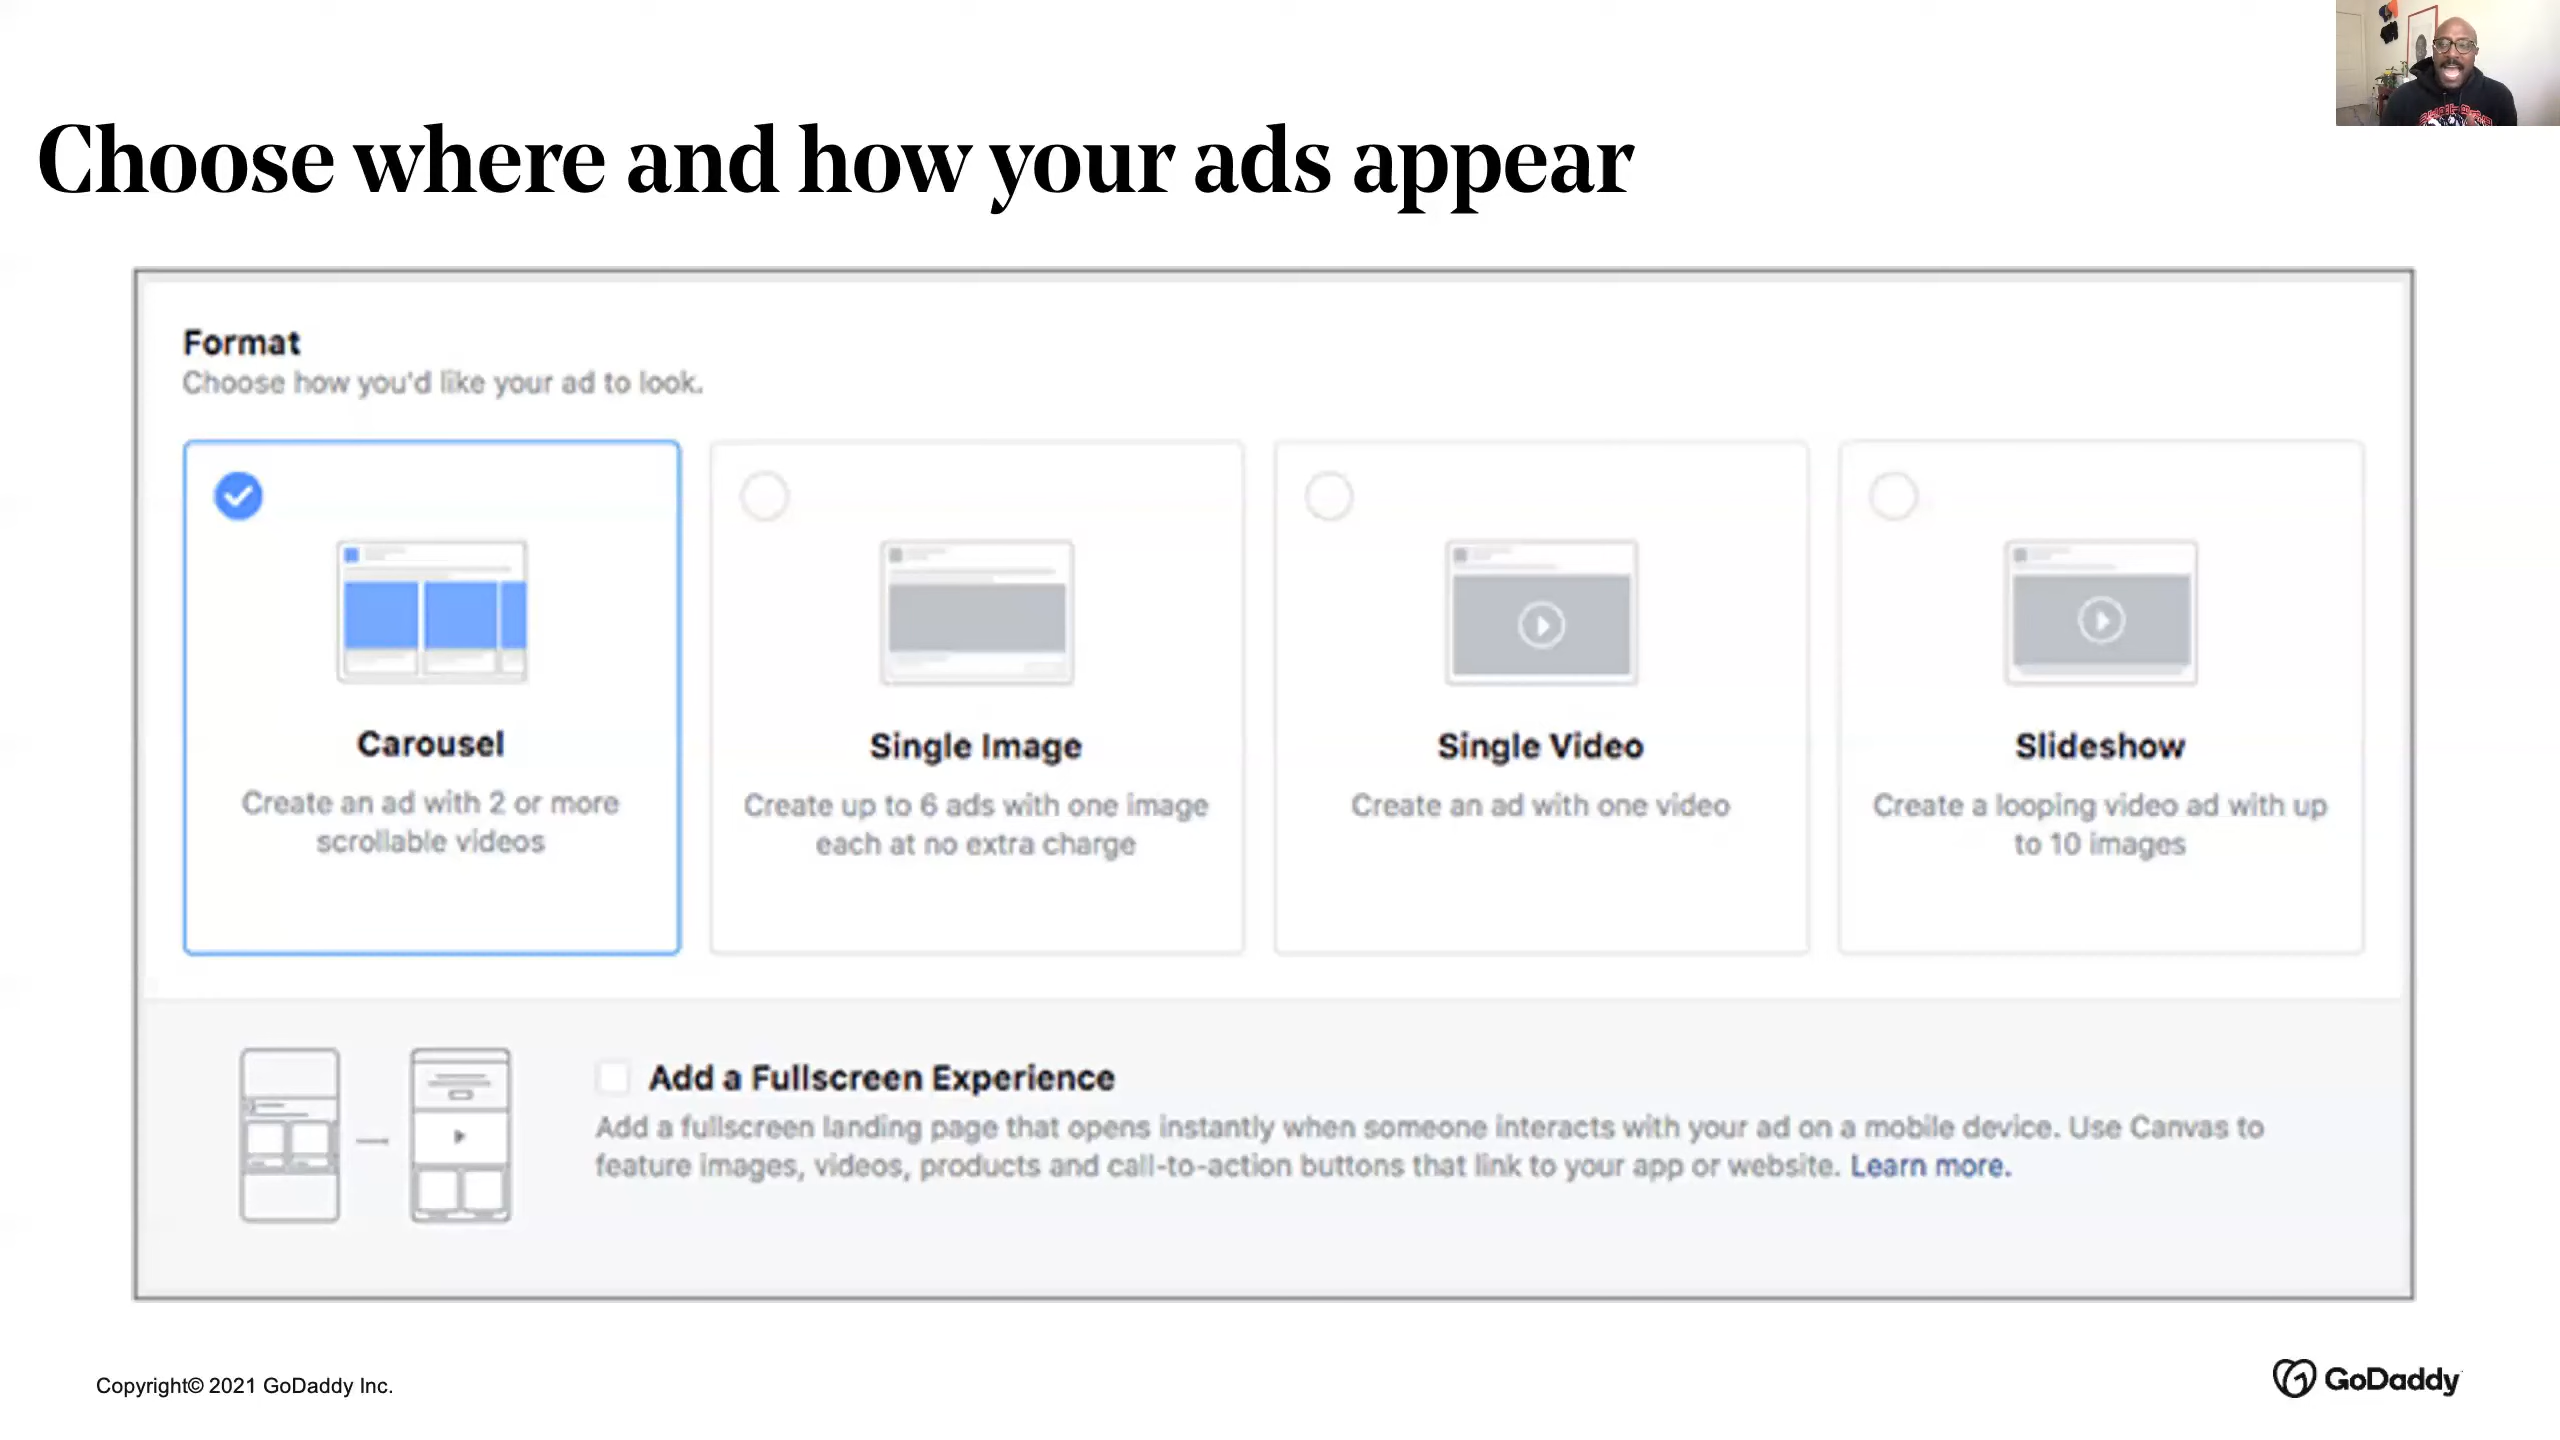 Choose where and how your ads appear
Format
Choose how you'd like your ad to look.
Carousel
Create an ad with 2 or more
scrollable videos
Single Image
Create up to 6 ads with one image
each at no extra charge
Single Video
Create an ad with one video
Slideshow
Create a looping video ad with up
to 10 images
Add a Fullscreen Experience
Add a fullscreen landing page that opens instantly when someone interacts with your ad on a mobile device. Use Canvas to
feature images, videos, products and call-to-action buttons that link to your app or website. Learn more.
Copyright© 2021 GoDaddy Inc.
GoDaddy